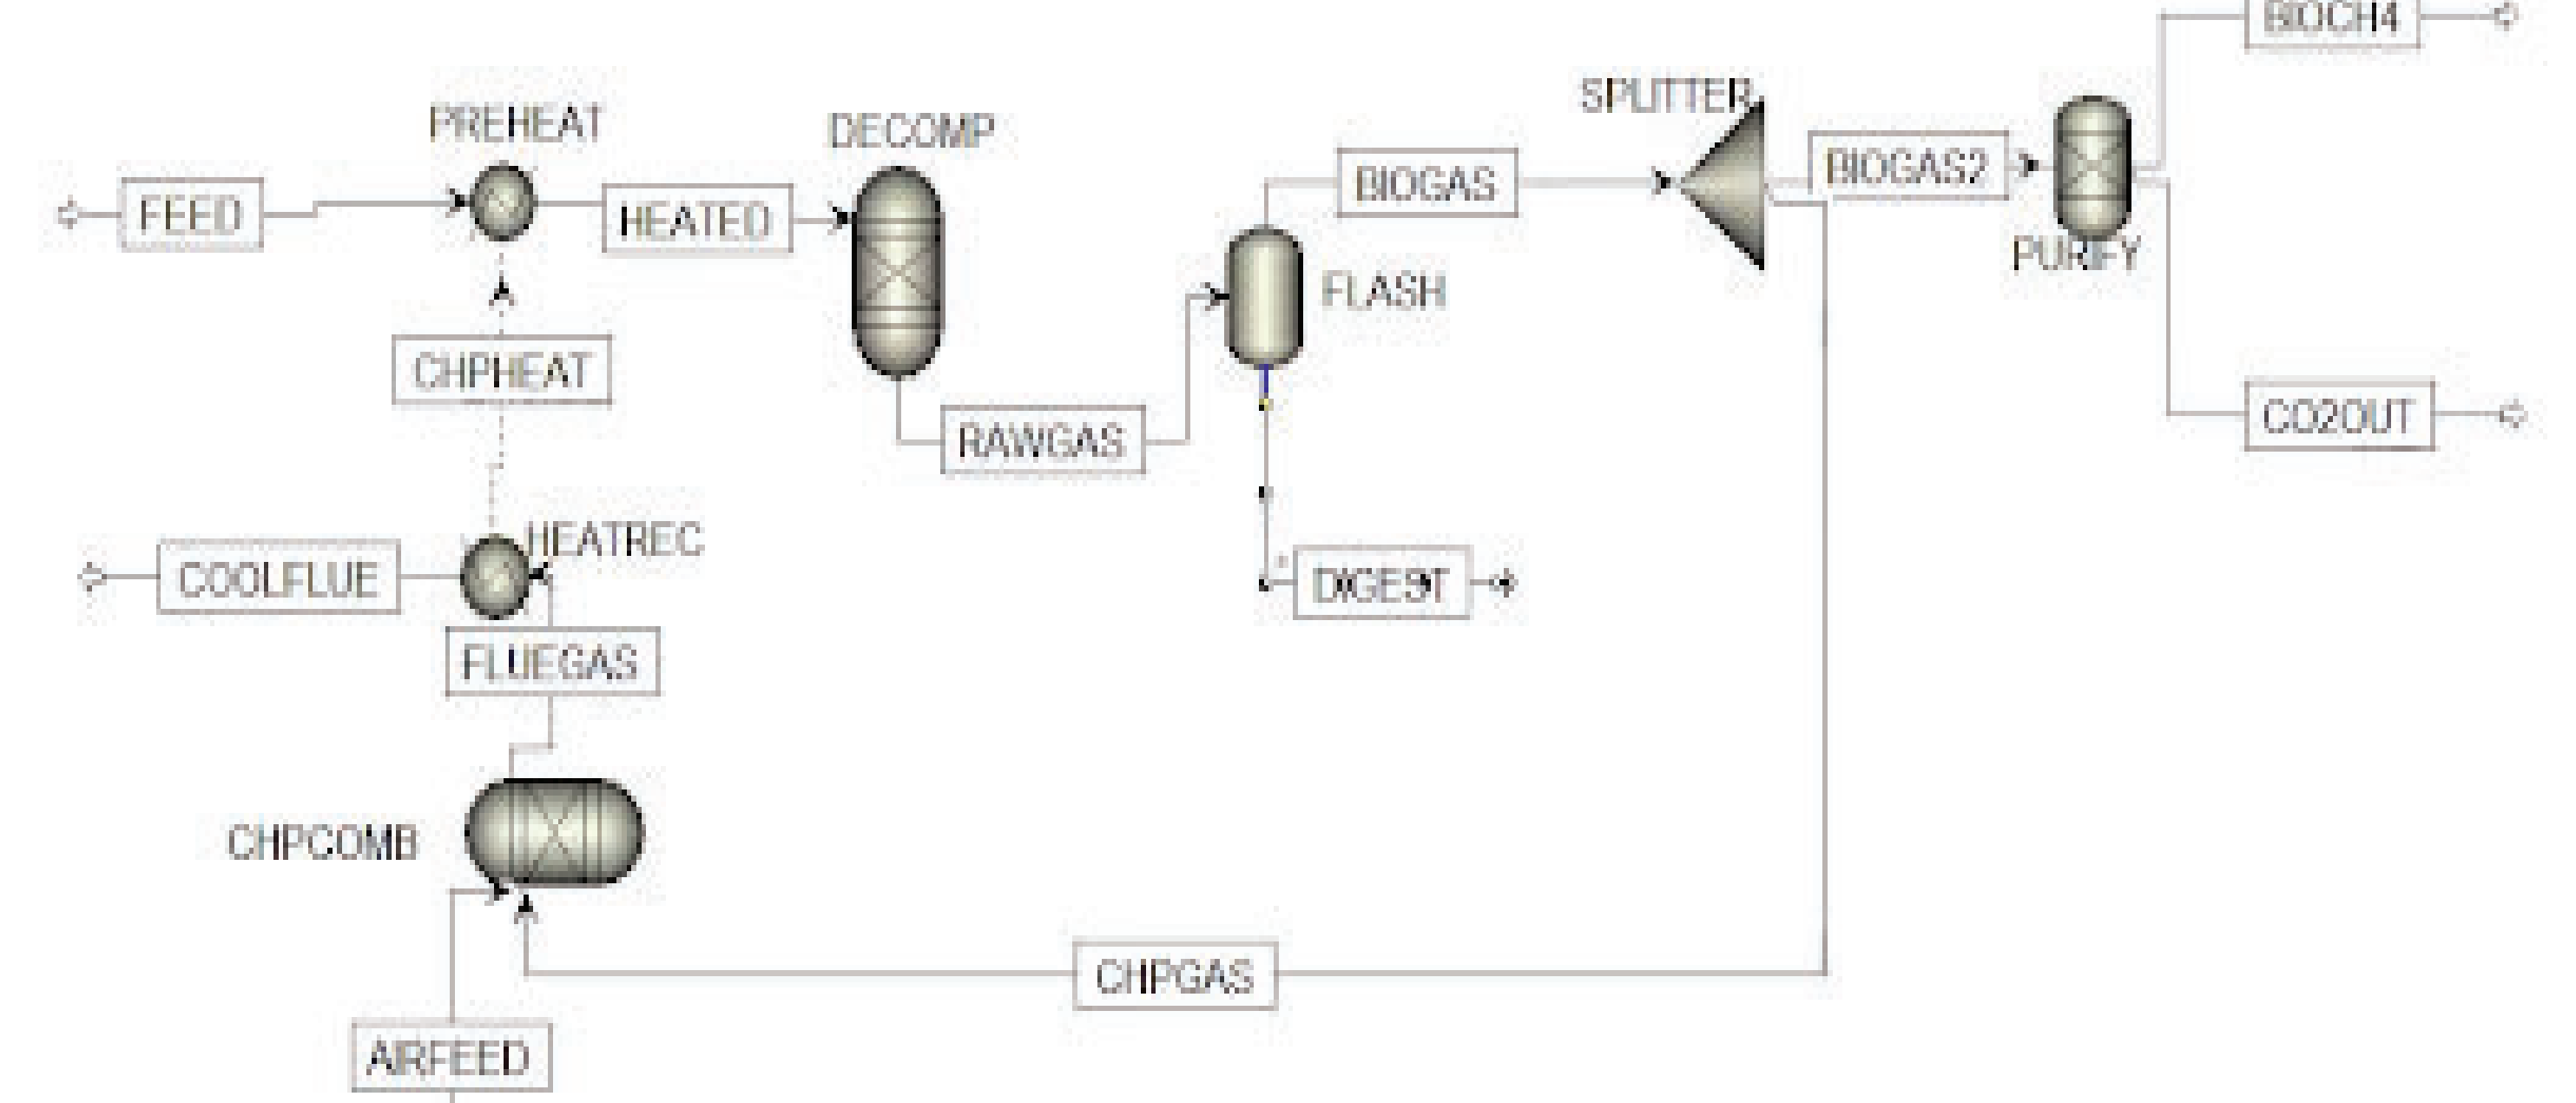 BIOCH4
SPLITTER
PREHEAT
DECOMP
BIOGAS
BIOGAS2
FEED
HEATED
PURIFY
FLASH
CHPHEAT
CO2OUT
RAWGAS
HEATREC
COOLFLUE
DIGEST
FLUEGAS
CHPCOMB
CHPGAS
AIRFEED